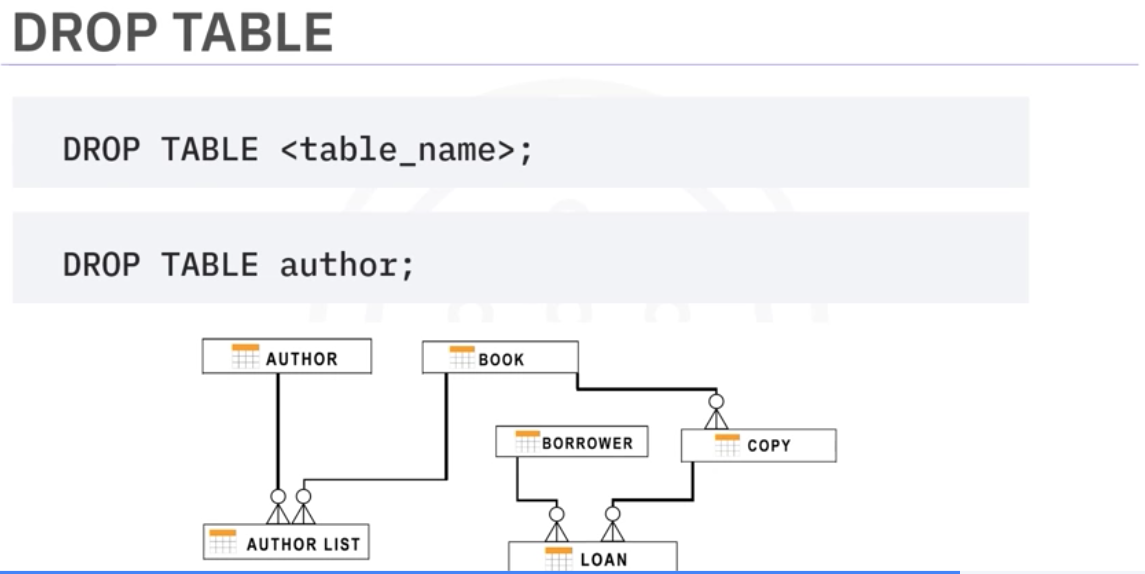 DROP TABLE
DROP TABLE <table_name>;
DROP TABLE author;
AUTHOR
BOOK
BORROWER
COPY
AUTHOR LIST
LOAN